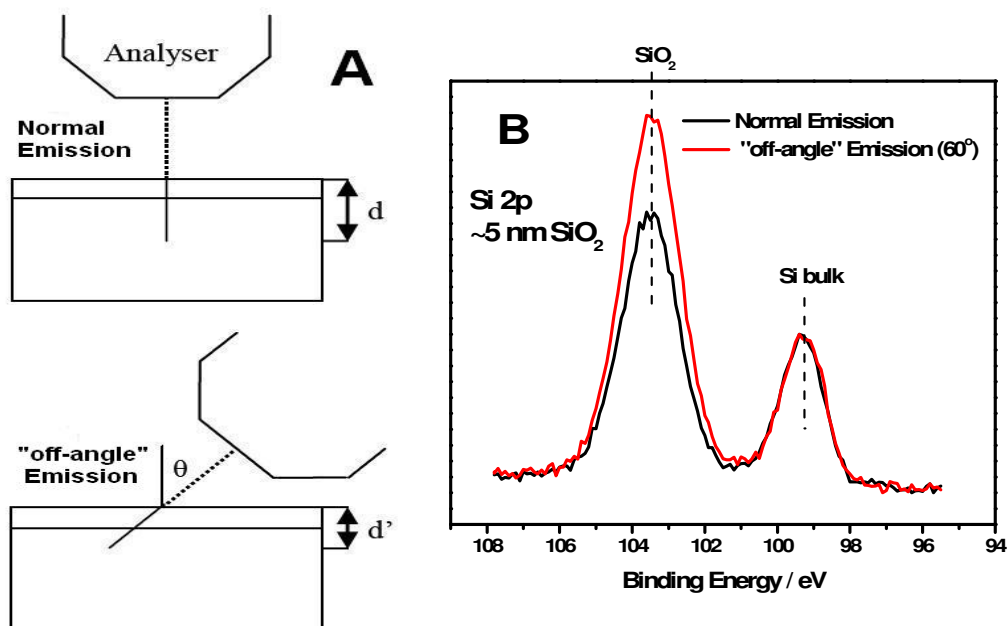 Analyser
A
Normal
Emission
d
"off-angle"
Emission
θ
d'
SiO₂
B
Normal Emission
"off-angle" Emission (60°)
Si 2p
~5 nm SiO₂
Si bulk
108 106 104 102 100 98 96 94
Binding Energy / eV